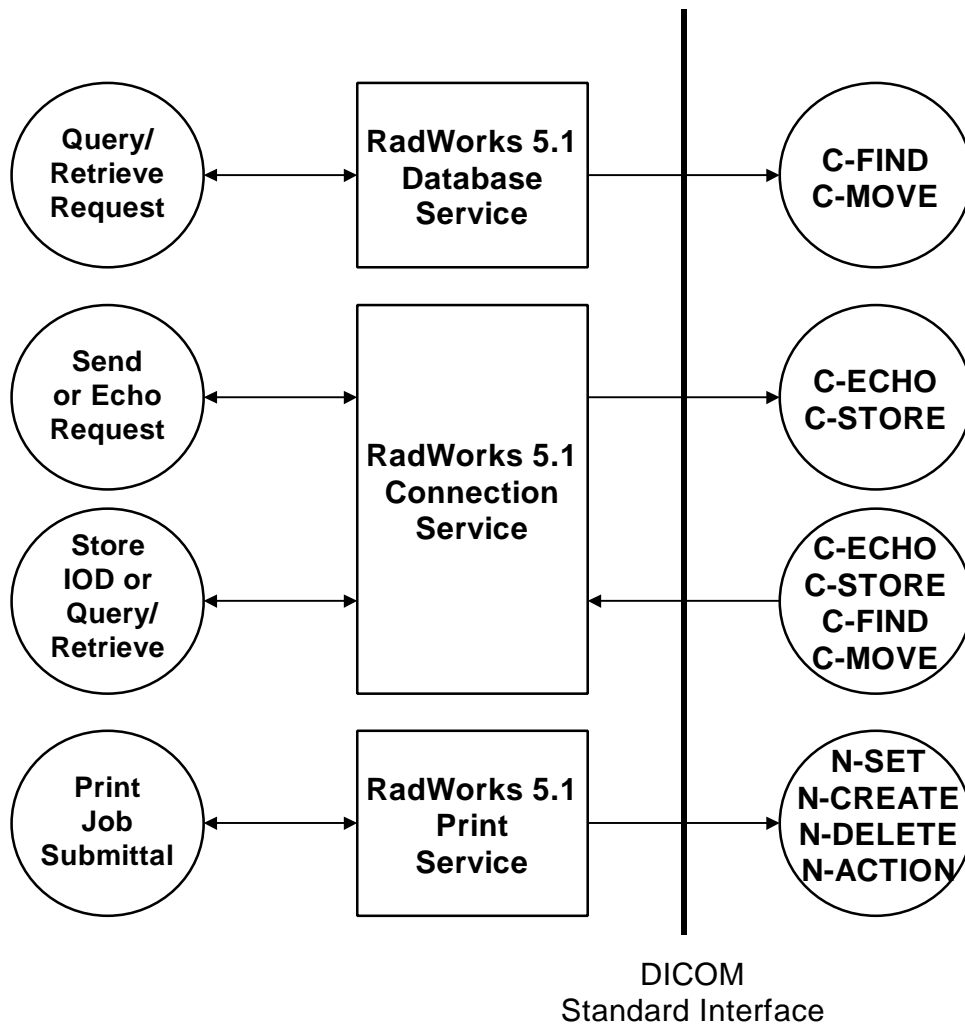 Query/
Retrieve
Request
RadWorks 5.1
Database
Service
C-FIND
C-MOVE
Send
or Echo
Request
RadWorks 5.1
Connection
Service
C-ECHO
C-STORE
Store
IOD or
Query/
Retrieve
C-ECHO
C-STORE
C-FIND
C-MOVE
Print
Job
Submittal
RadWorks 5.1
Print
Service
N-SET
N-CREATE
N-DELETE
N-ACTION
DICOM
Standard Interface